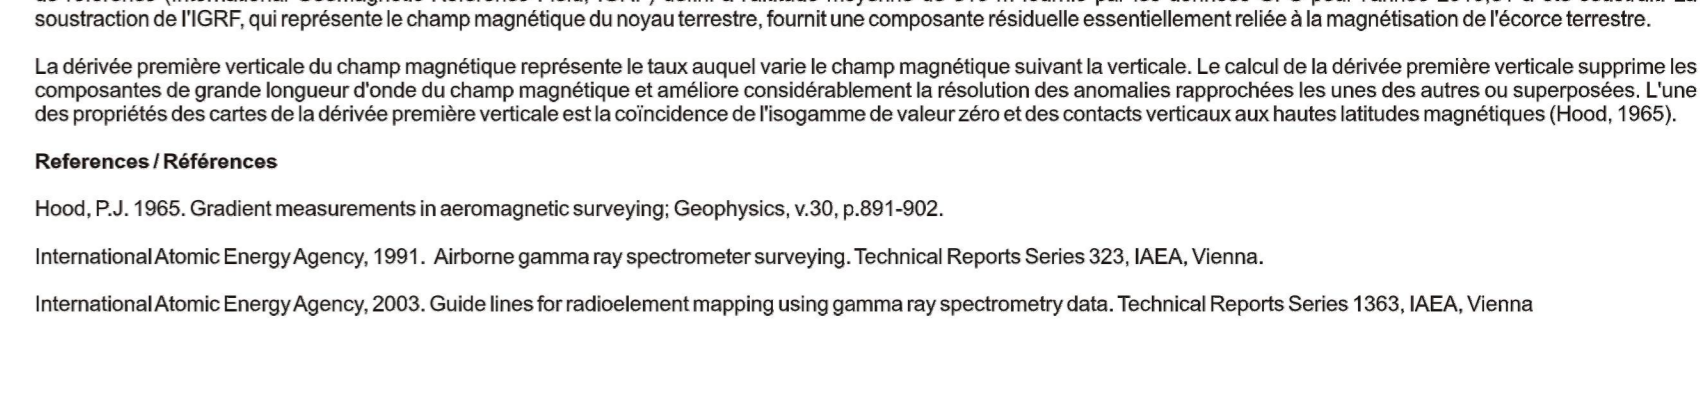 soustraction de l'IGRF, qui représente le champ magnétique du noyau terrestre, fournit une composante résiduelle essentiellement reliée à la magnétisation de l'écorce terrestre.
La dérivée première verticale du champ magnétique représente le taux auquel varie le champ magnétique suivant la verticale. Le calcul de la dérivée première verticale supprime les
composantes de grande longueur d'onde du champ magnétique et améliore considérablement la résolution des anomalies rapprochées les unes des autres ou superposées. L'une
des propriétés des cartes de la dérivée première verticale est la coïncidence de l'isogamme de valeur zéro et des contacts verticaux aux hautes latitudes magnétiques (Hood, 1965).
References / Références
Hood, P.J. 1965. Gradient measurements in aeromagnetic surveying; Geophysics, v.30, p.891-902.
International Atomic Energy Agency, 1991. Airborne gamma ray spectrometer surveying. Technical Reports Series 323, IAEA, Vienna.
International Atomic Energy Agency, 2003. Guide lines for radioelement mapping using gamma ray spectrometry data. Technical Reports Series 1363, IAEA, Vienna